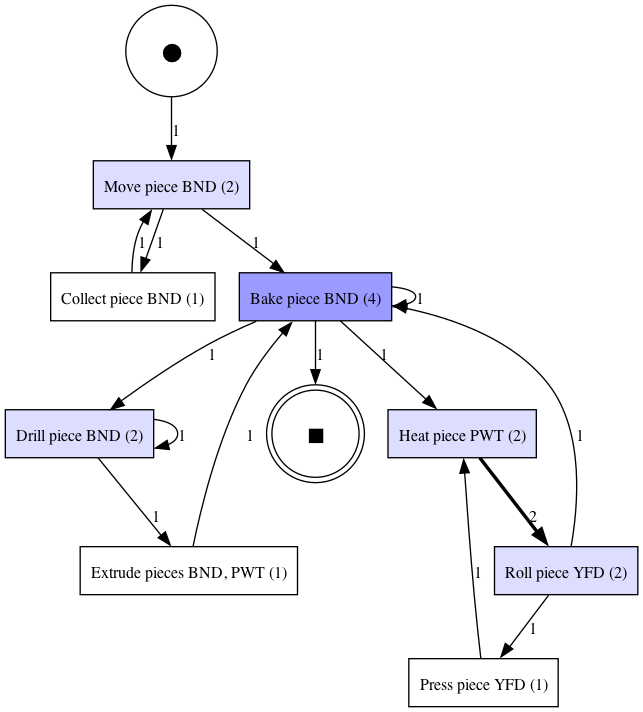 1
Move piece BND (2)
1 1 1
Collect piece BND (1)
Bake piece BND (4)
1
1 1 1
Drill piece BND (2)
1
1
Heat piece PWT (2)
1
1
2
Extrude pieces BND, PWT (1)
1
Roll piece YFD (2)
1
Press piece YFD (1)